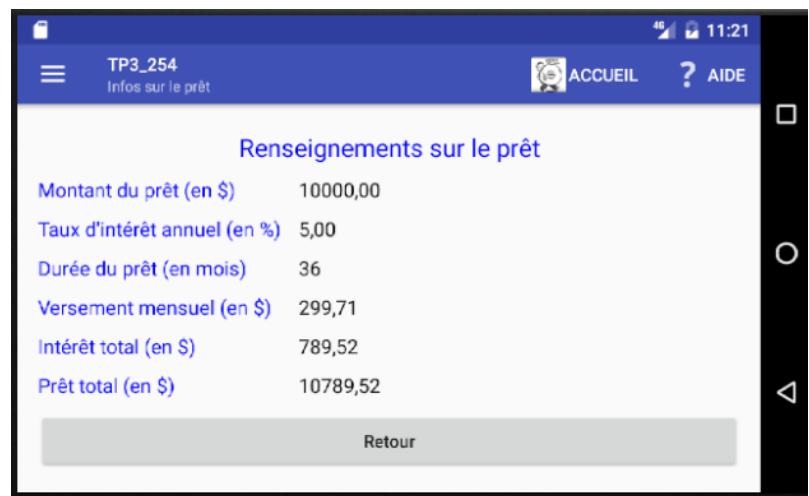 4G 11:21
TP3_254
Infos sur le prêt
ACCUEIL ? AIDE
Renseignements sur le prêt
Montant du prêt (en $) 10000,00
Taux d'intérêt annuel (en %) 5,00
Durée du prêt (en mois) 36
Versement mensuel (en $) 299,71
Intérêt total (en $) 789,52
Prêt total (en $) 10789,52
Retour